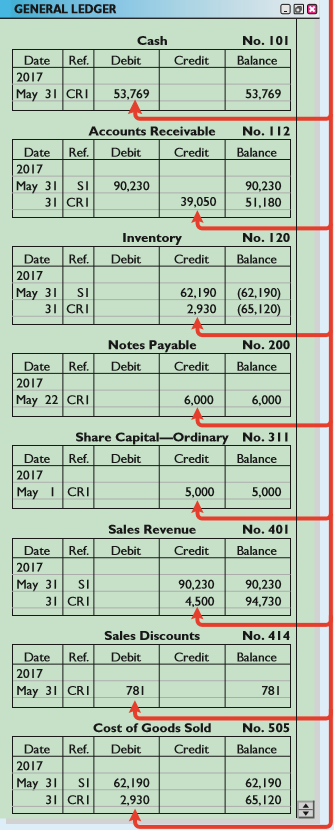 GENERAL LEDGER
Cash No. 101
Date Ref. Debit Credit Balance
2017
May 31 CR1 53,769 53,769
Accounts Receivable No. 112
Date Ref. Debit Credit Balance
2017
May 31 S1 90,230 90,230
31 CR1 39,050 51,180
Inventory No. 120
Date Ref. Debit Credit Balance
2017
May 31 S1 62,190 (62,190)
31 CR1 2,930 (65,120)
Notes Payable No. 200
Date Ref. Debit Credit Balance
2017
May 22 CR1 6,000 6,000
Share Capital—Ordinary No. 311
Date Ref. Debit Credit Balance
2017
May 1 CR1 5,000 5,000
Sales Revenue No. 401
Date Ref. Debit Credit Balance
2017
May 31 S1 90,230 90,230
31 CR1 4,500 94,730
Sales Discounts No. 414
Date Ref. Debit Credit Balance
2017
May 31 CR1 781 781
Cost of Goods Sold No. 505
Date Ref. Debit Credit Balance
2017
May 31 S1 62,190 62,190
31 CR1 2,930 65,120